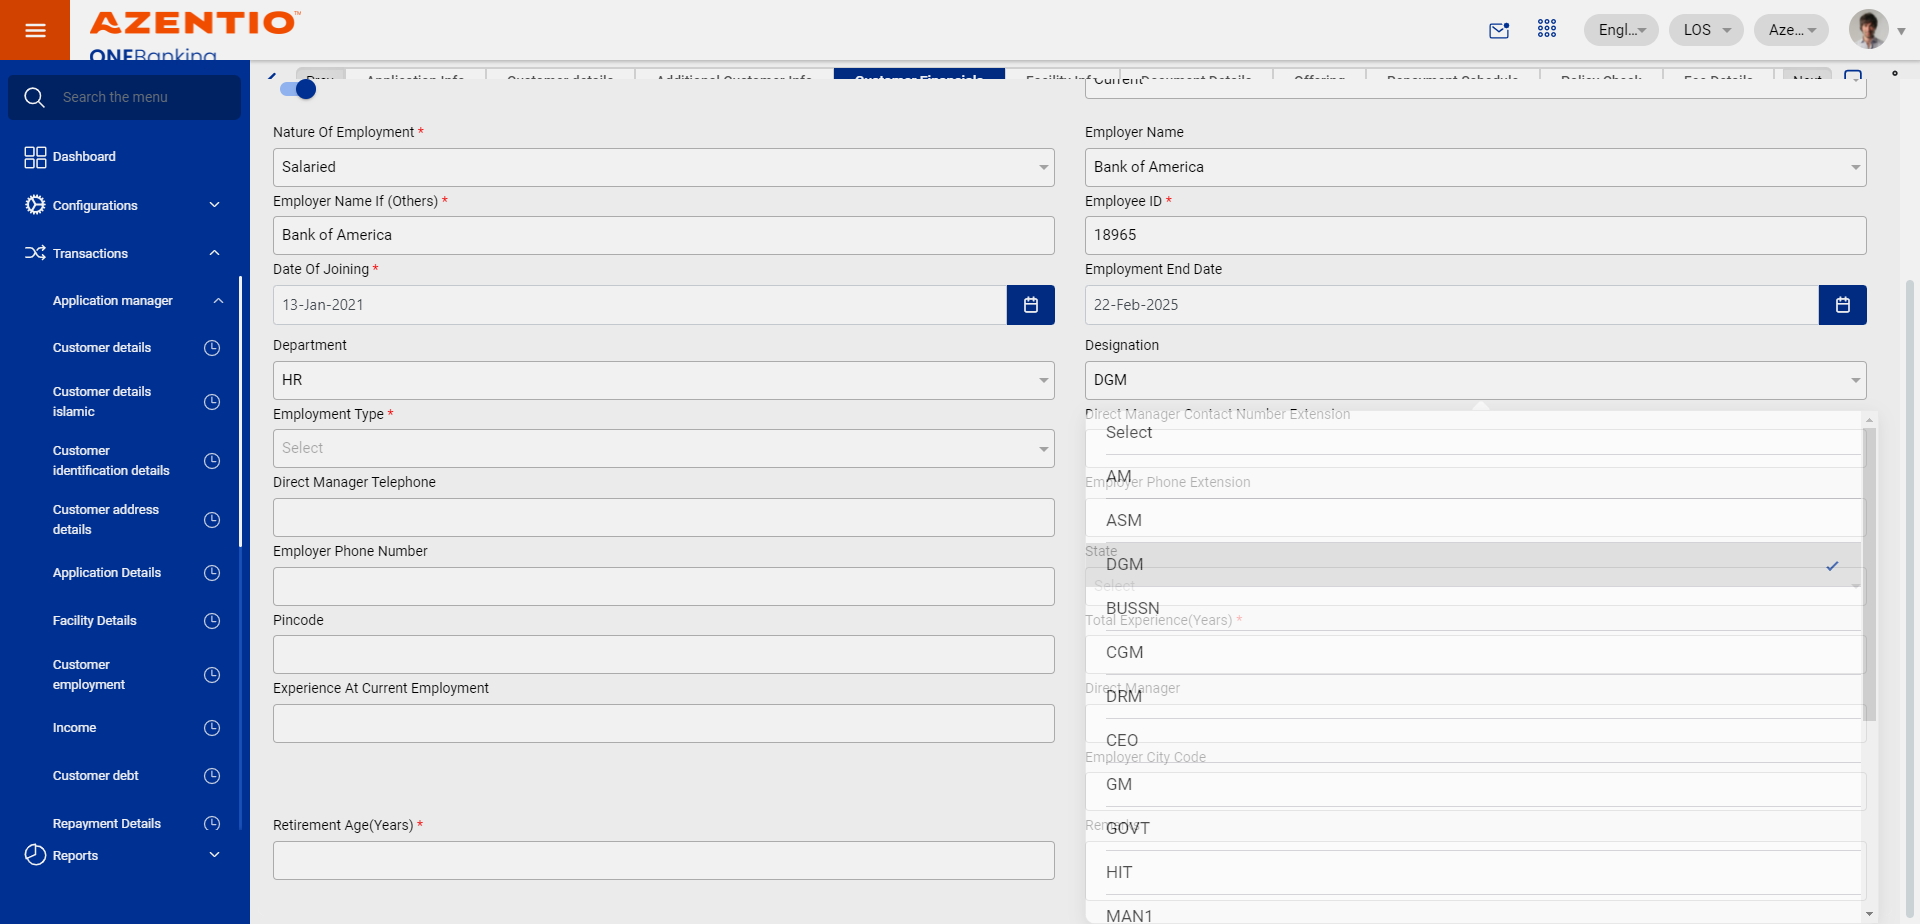 AZENTIO™
ONEBanking
Engl...
LOS
Aze...
Search the menu
Dashboard
Configurations
Transactions
Application manager
Customer details
Customer details
islamic
Customer
identification details
Customer address
details
Application Details
Facility Details
Customer
employment
Income
Customer debt
Repayment Details
Reports
Prev
Application Info
Customer details
Additional Customer Info
Customer Financials
Facility Info
Document Details
Offering
Repayment Schedule
Policy Check
Fee Details
Next
Current
Nature Of Employment *
Salaried
Employer Name
Bank of America
Employer Name If (Others) *
Bank of America
Employee ID *
18965
Date Of Joining *
13-Jan-2021
Employment End Date
22-Feb-2025
Department
HR
Designation
DGM
Employment Type *
Select
Direct Manager Contact Number Extension
Direct Manager Telephone
Employer Phone Extension
Employer Phone Number
State
Select
Pincode
Total Experience(Years) *
Experience At Current Employment
Direct Manager
Employer City Code
Retirement Age(Years) *
Remarks
Select
AM
ASM
DGM
BUSSN
CGM
DRM
CEO
GM
GOVT
HIT
MAN1